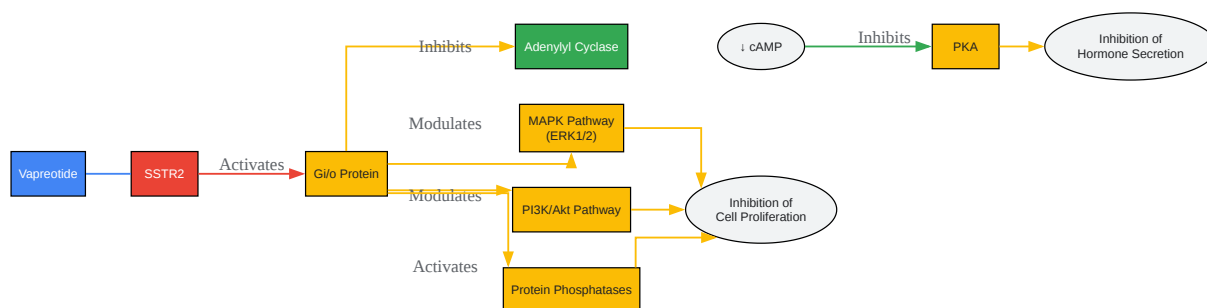 Inhibits
Adenylyl Cyclase
↓ cAMP
Inhibits
PKA
Inhibition of
Hormone Secretion
Modulates
MAPK Pathway
(ERK1/2)
Vapreotide
SSTR2
Activates
Gi/o Protein
Modulates
PI3K/Akt Pathway
Inhibition of
Cell Proliferation
Activates
Protein Phosphatases